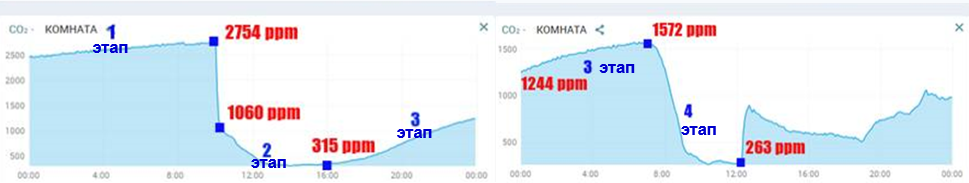 CO₂ · КОМНАТА
1
этап
2754 ppm
2500
2000
1500
1000
500
1060 ppm
2
этап
315 ppm
3
этап
00:00 4:00 8:00 12:00 16:00 20:00 00:00
CO₂ · КОМНАТА
1572 ppm
1500
1000
500
1244 ppm
3 этап
4
этап
263 ppm
00:00 4:00 8:00 12:00 16:00 20:00 00:00